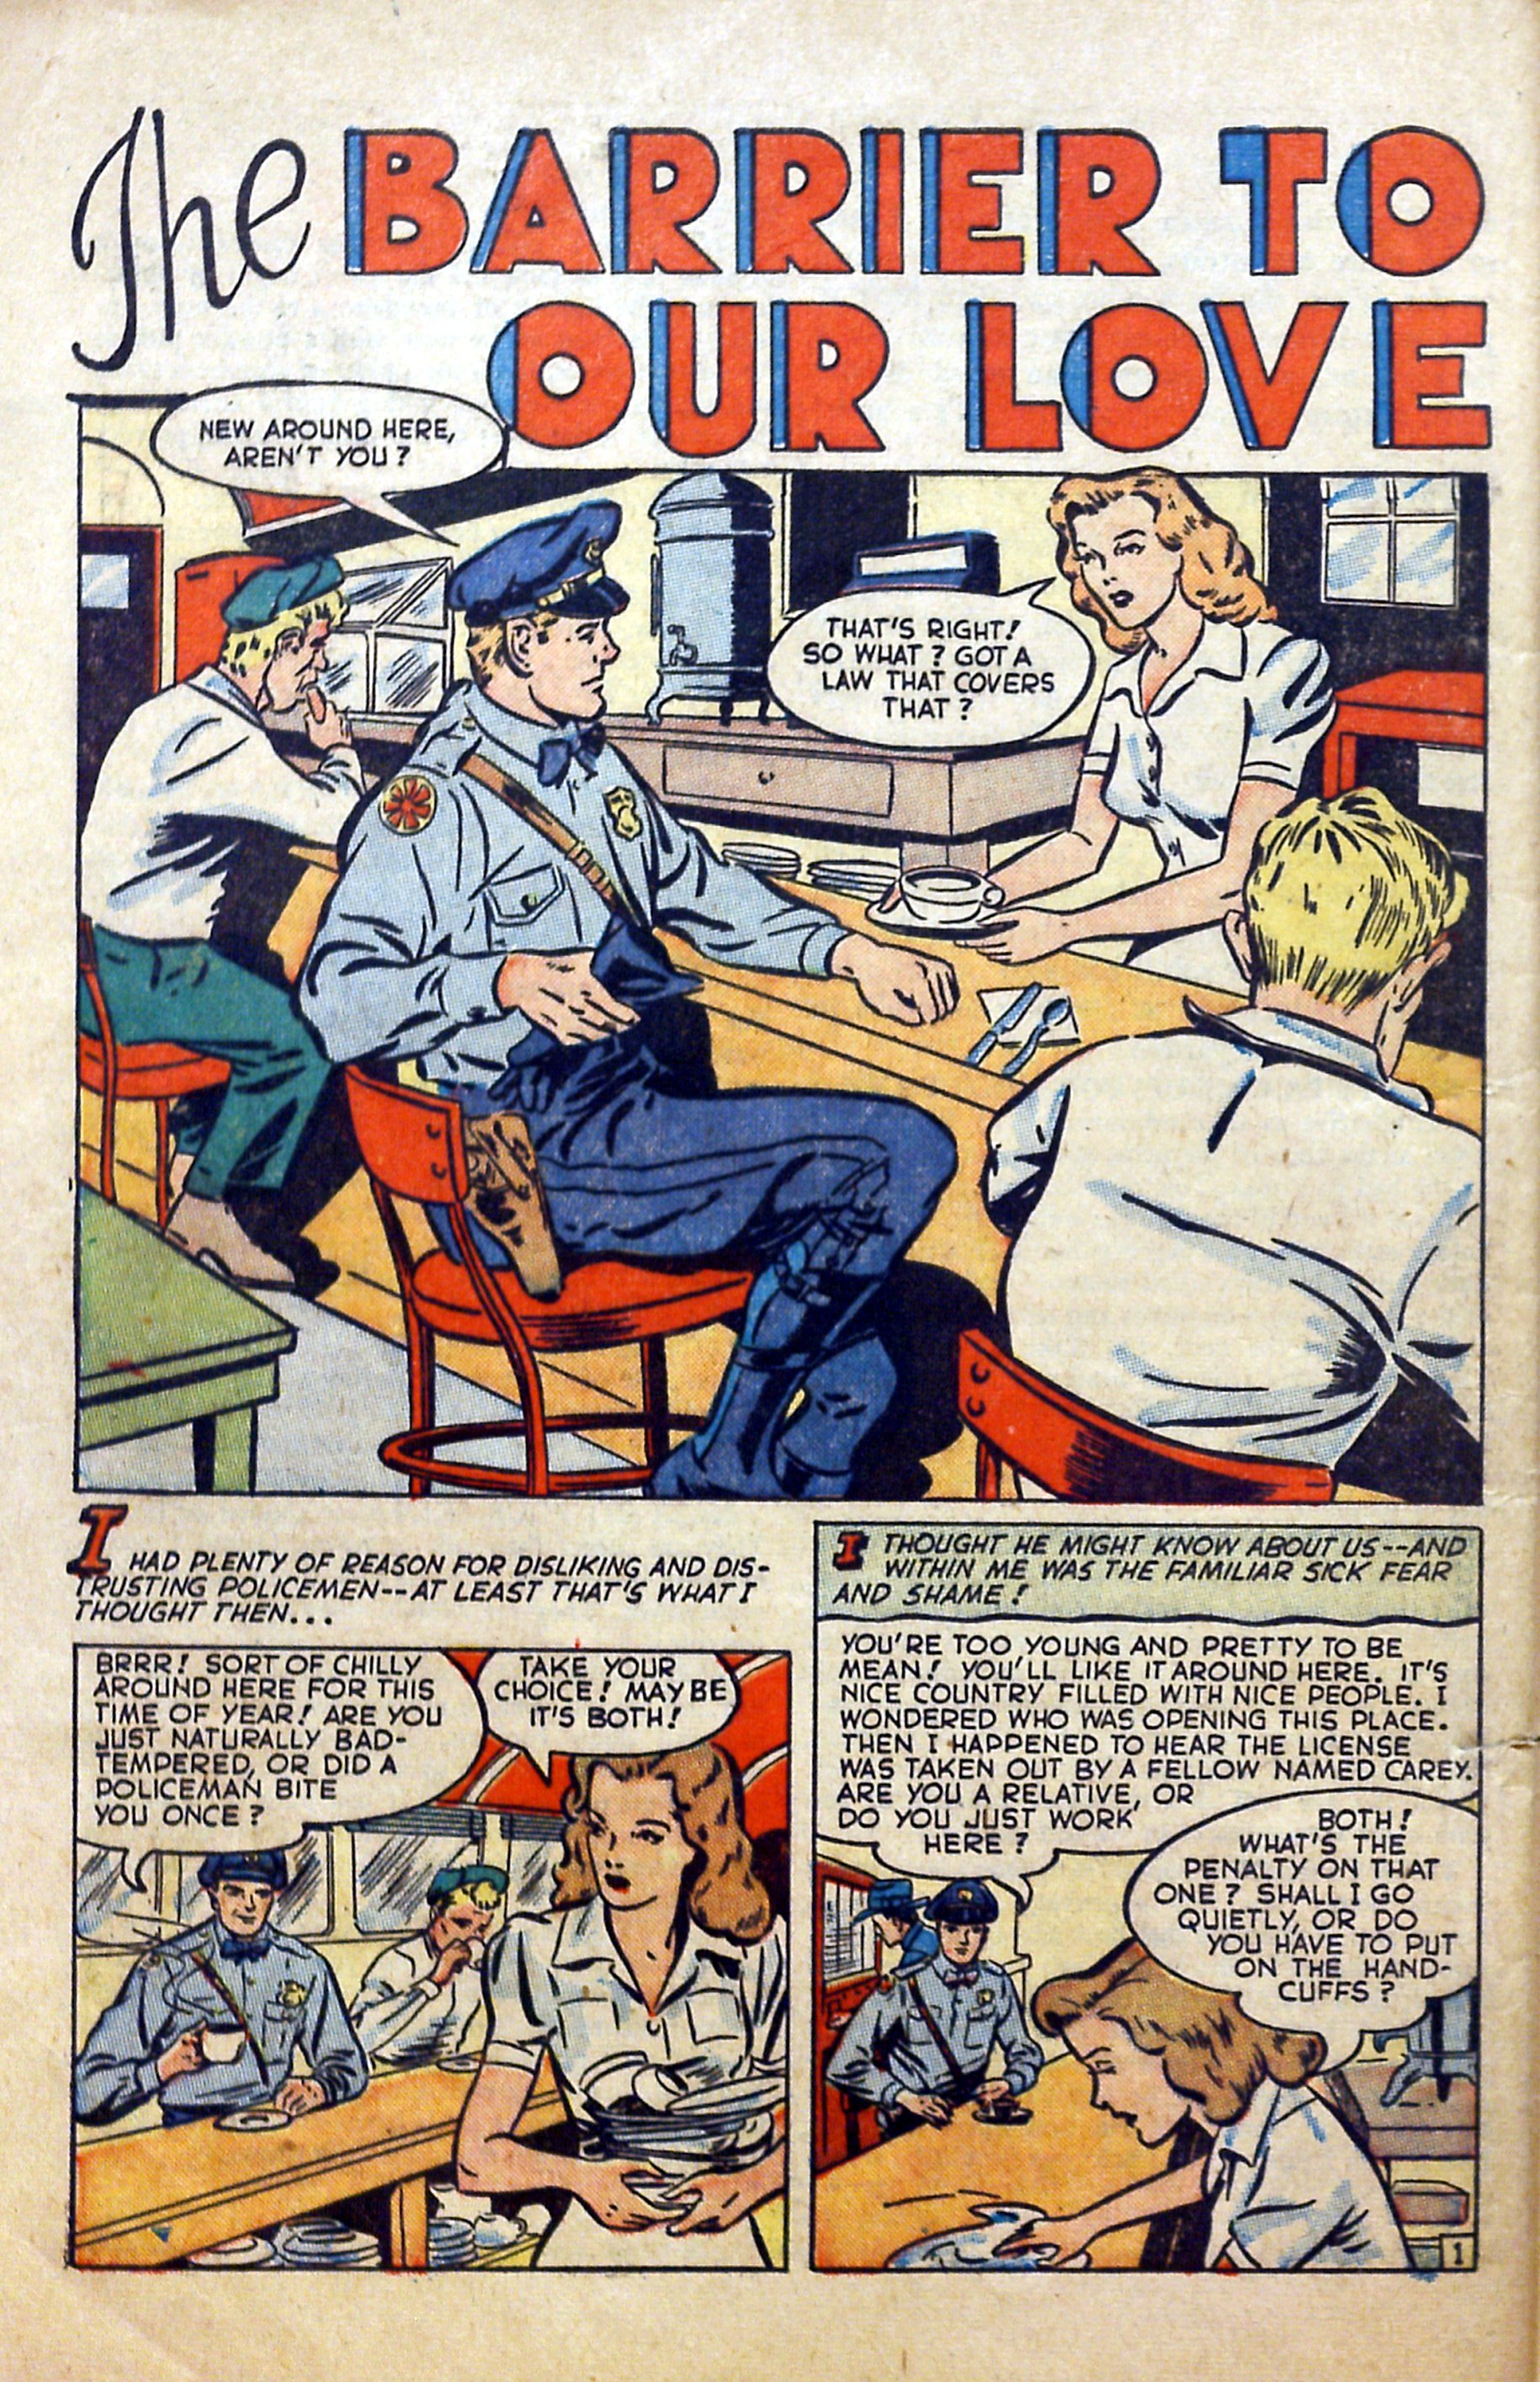 The BARRIER TO
OUR LOVE
NEW AROUND HERE,
AREN'T YOU?
THAT'S RIGHT!
SO WHAT? GOT A
LAW THAT COVERS
THAT?
I HAD PLENTY OF REASON FOR DISLIKING AND DIS-
TRUSTING POLICEMEN--AT LEAST THAT'S WHAT I
THOUGHT THEN...
BRRR! SORT OF CHILLY
AROUND HERE FOR THIS
TIME OF YEAR! ARE YOU
JUST NATURALLY BAD-
TEMPERED, OR DID A
POLICEMAN BITE
YOU ONCE?
TAKE YOUR
CHOICE! MAYBE
IT'S BOTH!
I THOUGHT HE MIGHT KNOW ABOUT US--AND
WITHIN ME WAS THE FAMILIAR SICK FEAR
AND SHAME!
YOU'RE TOO YOUNG AND PRETTY TO BE
MEAN! YOU'LL LIKE IT AROUND HERE. IT'S
NICE COUNTRY FILLED WITH NICE PEOPLE. I
WONDERED WHO WAS OPENING THIS PLACE.
THEN I HAPPENED TO HEAR THE LICENSE
WAS TAKEN OUT BY A FELLOW NAMED CAREY.
ARE YOU A RELATIVE, OR
DO YOU JUST WORK
HERE?
BOTH!
WHAT'S THE
PENALTY ON THAT
ONE? SHALL I GO
QUIETLY, OR DO
YOU HAVE TO PUT
ON THE HAND-
CUFFS?
1